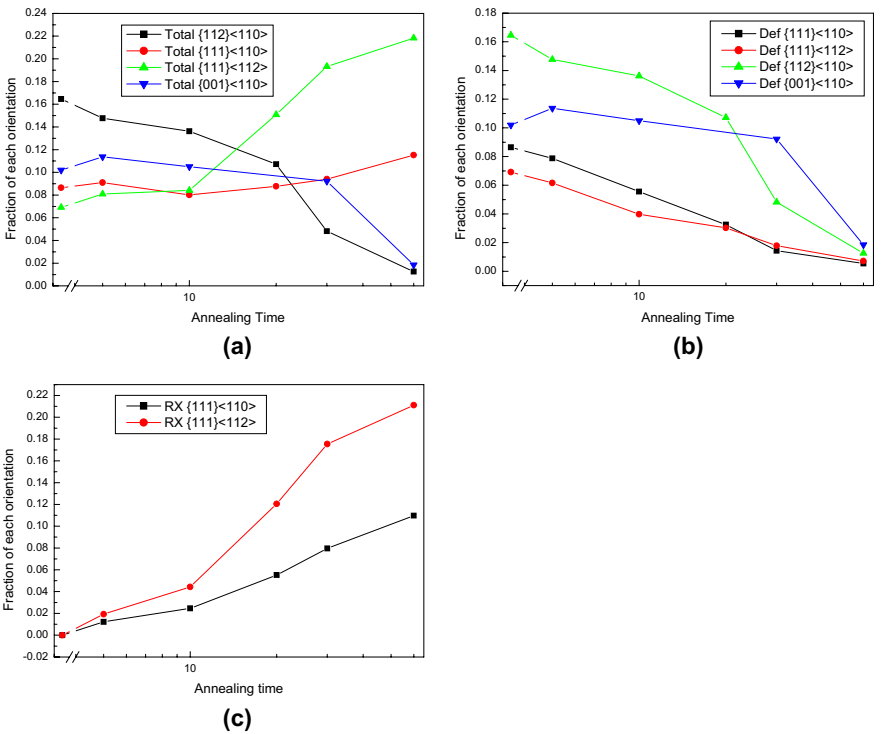 0.24
0.22
0.20
0.18
0.16
0.14
0.12
0.10
0.08
0.06
0.04
0.02
0.00
Fraction of each orientation
Total {112}<110>
Total {111}<110>
Total {111}<112>
Total {001}<110>
10
Annealing Time
(a)
0.18
0.16
0.14
0.12
0.10
0.08
0.06
0.04
0.02
0.00
Fraction of each orientation
Def {111}<110>
Def {111}<112>
Def {112}<110>
Def {001}<110>
10
Annealing Time
(b)
0.22
0.20
0.18
0.16
0.14
0.12
0.10
0.08
0.06
0.04
0.02
0.00
-0.02
Fraction of each orientation
RX {111}<110>
RX {111}<112>
10
Annealing time
(c)